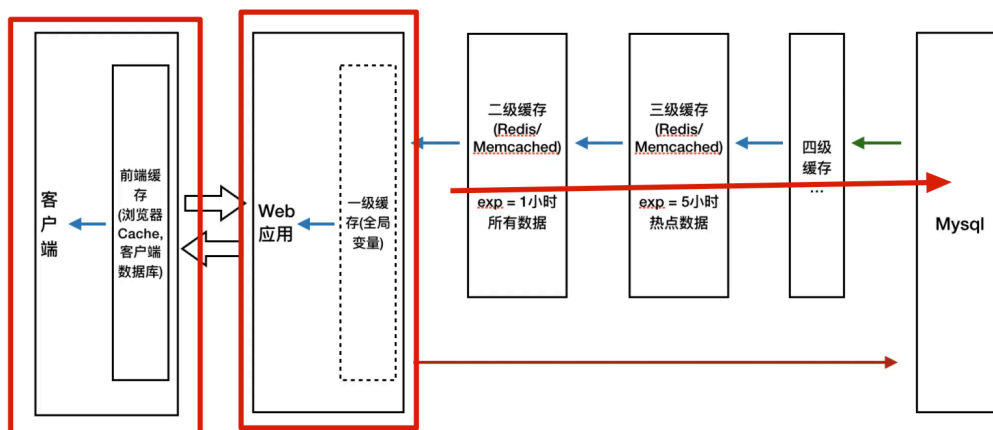 客
户
端
前端缓
存
(浏览器
Cache,
客户端
数据库)
Web
应用
一级缓
存(全局
变量)
二级缓存
(Redis/
Memcached)
exp = 1小时
所有数据
三级缓存
(Redis/
Memcached)
exp = 5小时
热点数据
四级
缓存
...
Mysql